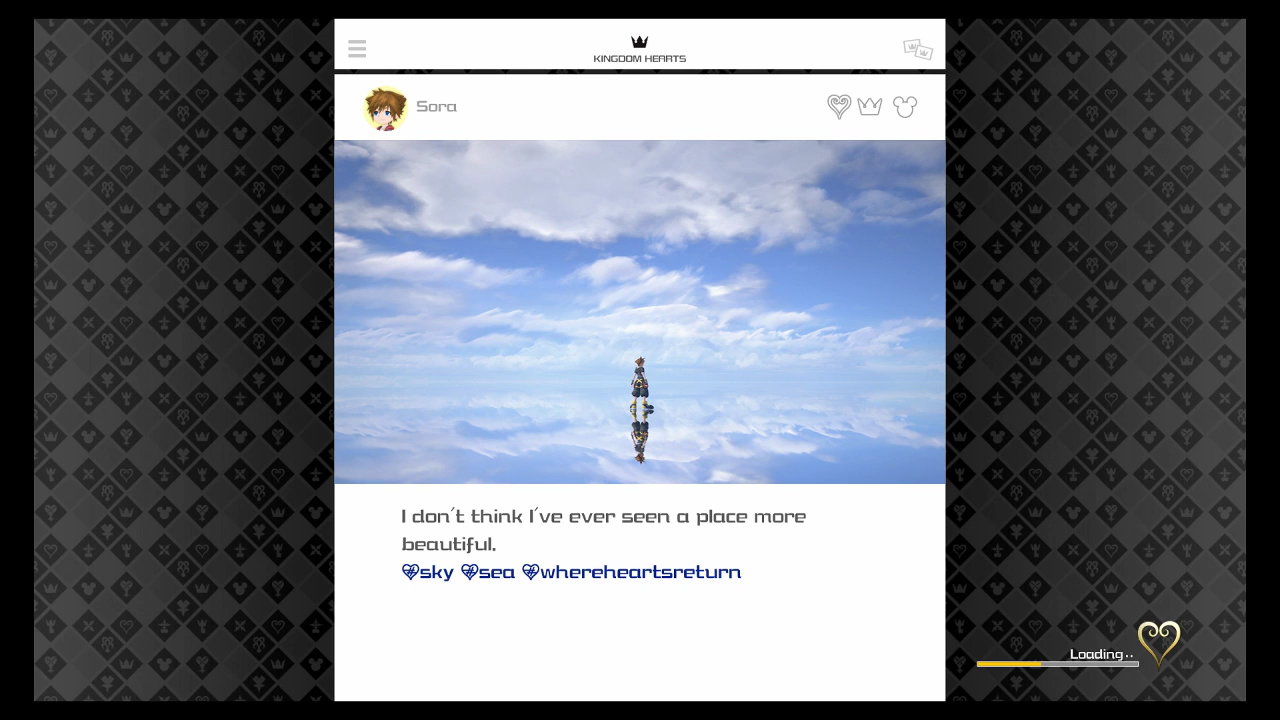 KINGDOM HEARTS
Sora
I don't think I've ever seen a place more
beautiful.
#sky #sea #whereheartsreturn
Loading..